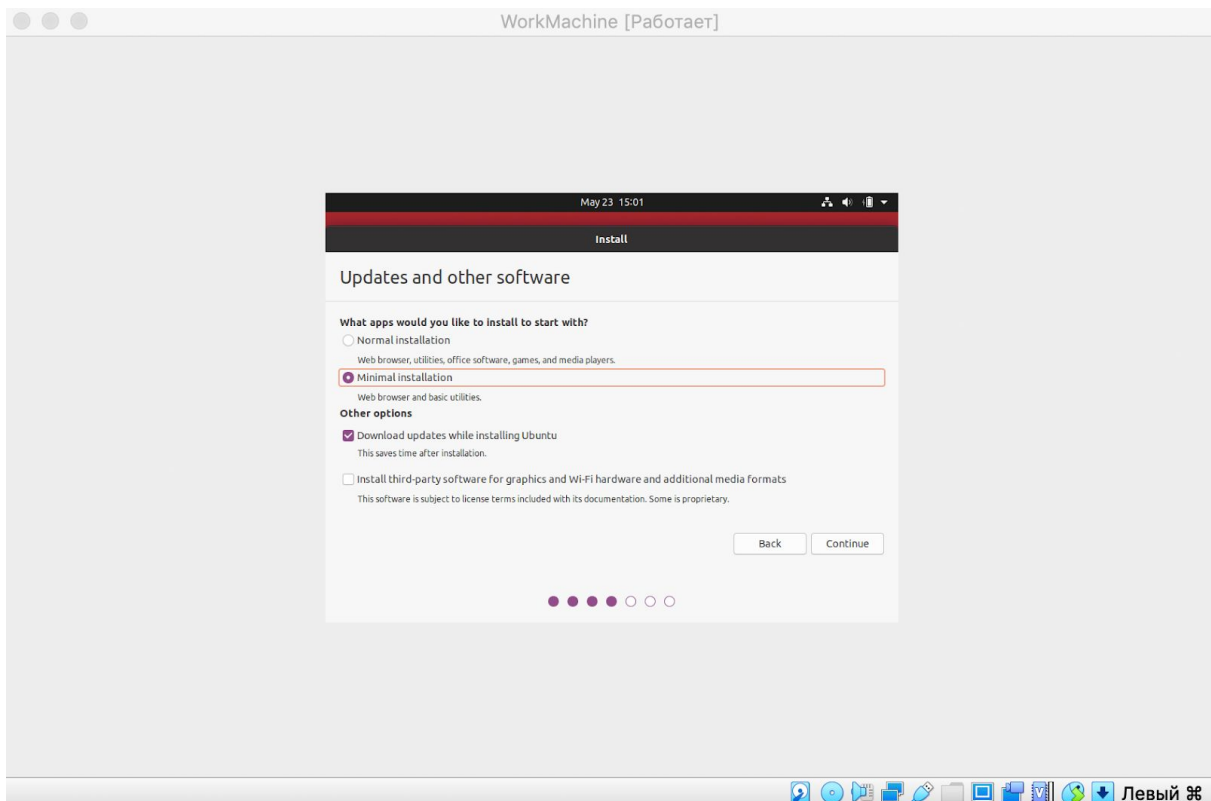 WorkMachine [Работает]
May 23 15:01
Install
Updates and other software
What apps would you like to install to start with?
Normal installation
Web browser, utilities, office software, games, and media players.
Minimal installation
Web browser and basic utilities.
Other options
Download updates while installing Ubuntu
This saves time after installation.
Install third-party software for graphics and Wi-Fi hardware and additional media formats
This software is subject to license terms included with its documentation. Some is proprietary.
Back Continue
Левый ⌘